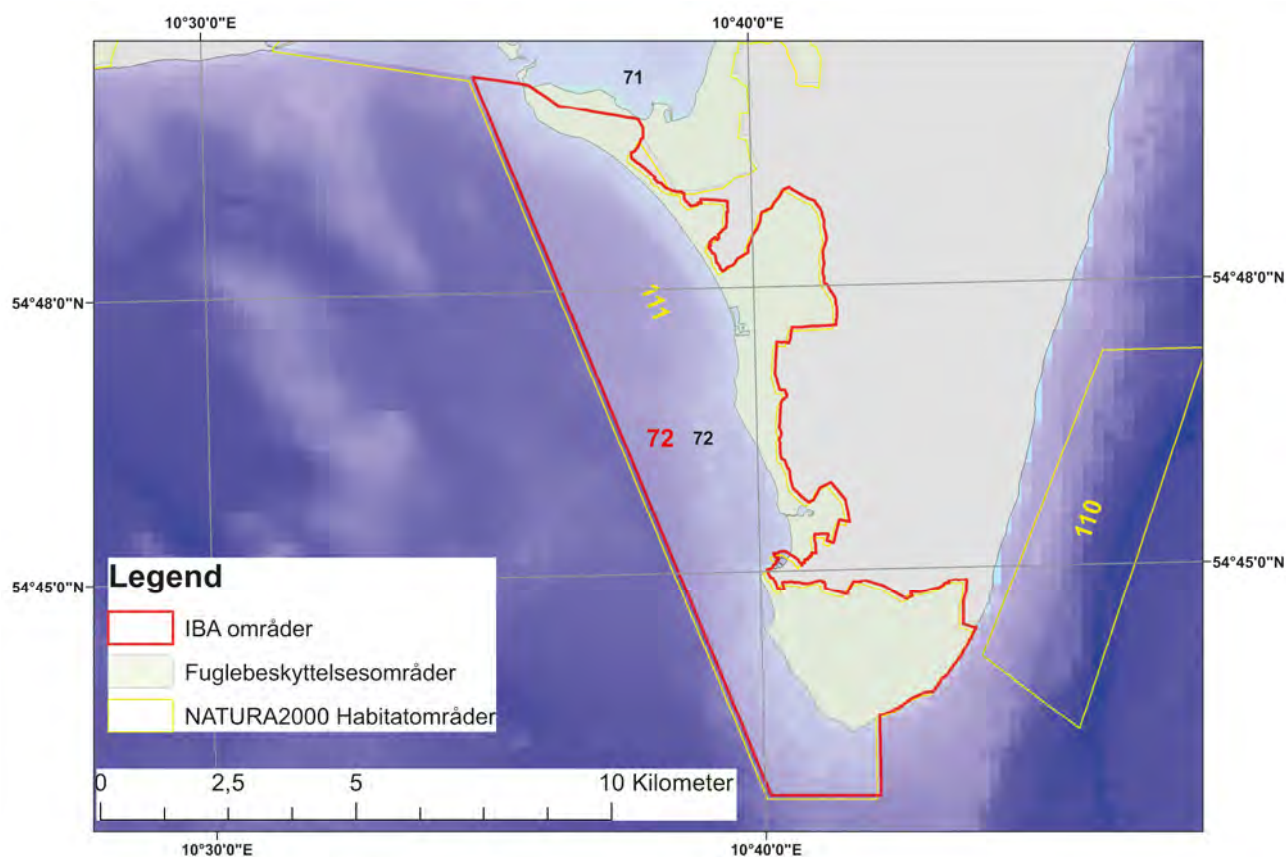 10°30'0"E 10°40'0"E
71
54°48'0"N 54°48'0"N
111
72 72
110
54°45'0"N 54°45'0"N
Legend
IBA områder
Fuglebeskyttelsesområder
NATURA2000 Habitatområder
0 2,5 5 10 Kilometer
10°30'0"E 10°40'0"E